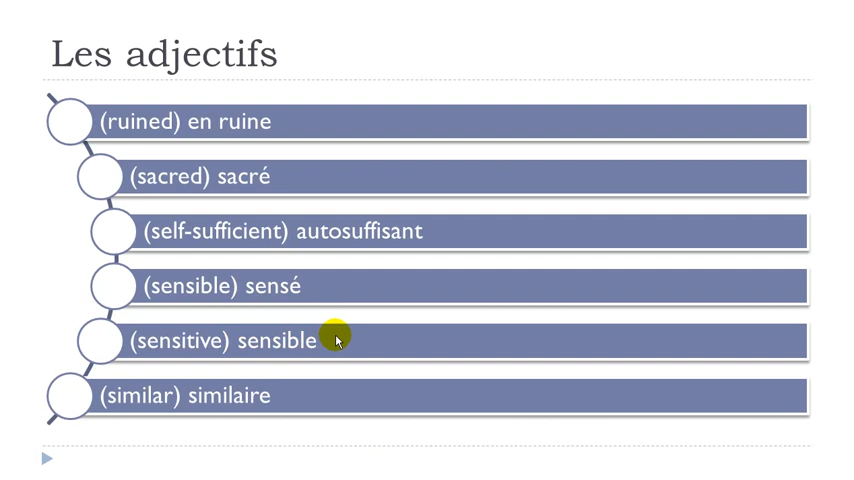 Les adjectifs
(ruined) en ruine
(sacred) sacré
(self-sufficient) autosuffisant
(sensible) sensé
(sensitive) sensible
(similar) similaire